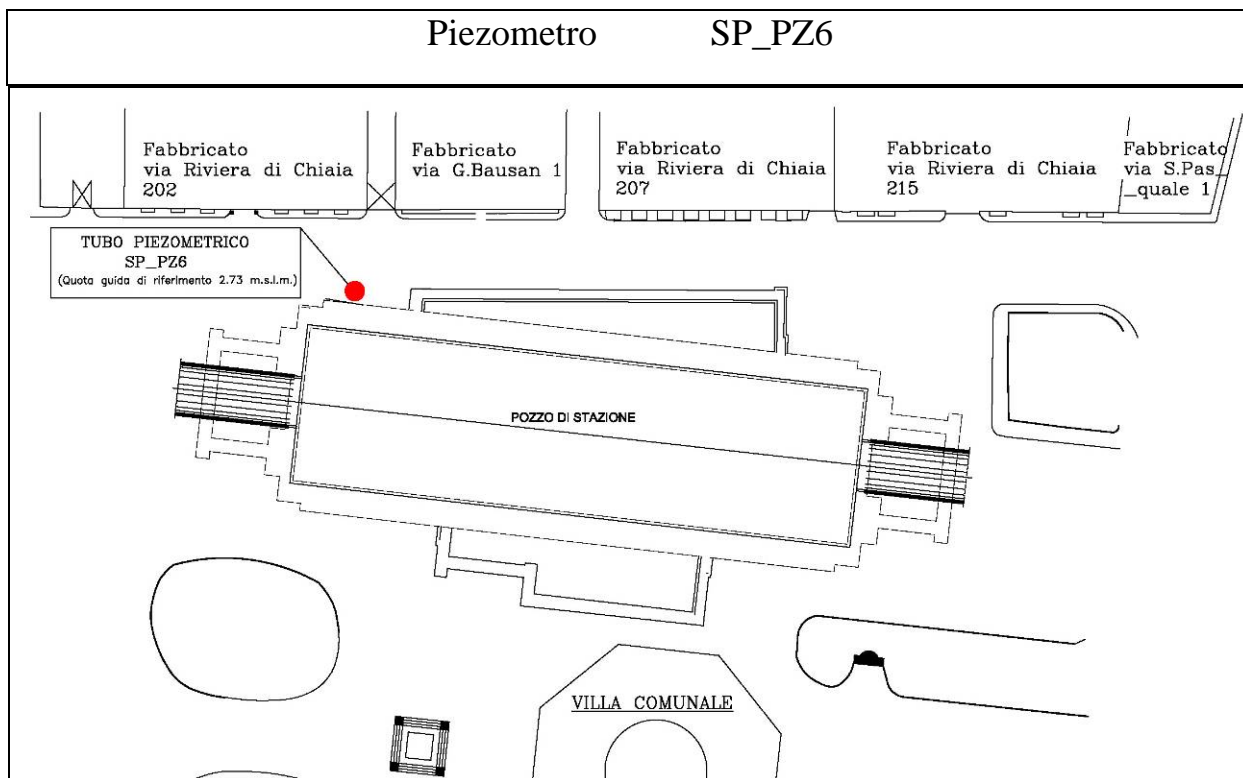 Piezometro SP_PZ6
Fabbricato
via Riviera di Chiaia
202
Fabbricato
via G.Bausan 1
Fabbricato
via Riviera di Chiaia
207
Fabbricato
via Riviera di Chiaia
215
Fabbricato
via S.Pas_
_quale 1
TUBO PIEZOMETRICO
SP_PZ6
(Quota guida di riferimento 2.73 m.s.l.m.)
POZZO DI STAZIONE
VILLA COMUNALE